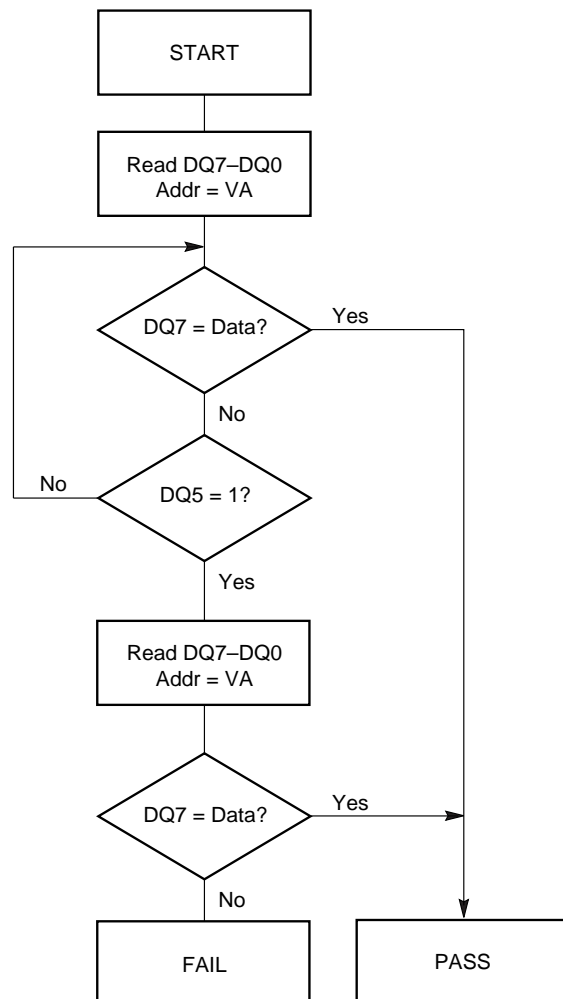 START
Read DQ7–DQ0
Addr = VA
DQ7 = Data?
Yes
No
No
DQ5 = 1?
Yes
Read DQ7–DQ0
Addr = VA
DQ7 = Data?
Yes
No
FAIL
PASS